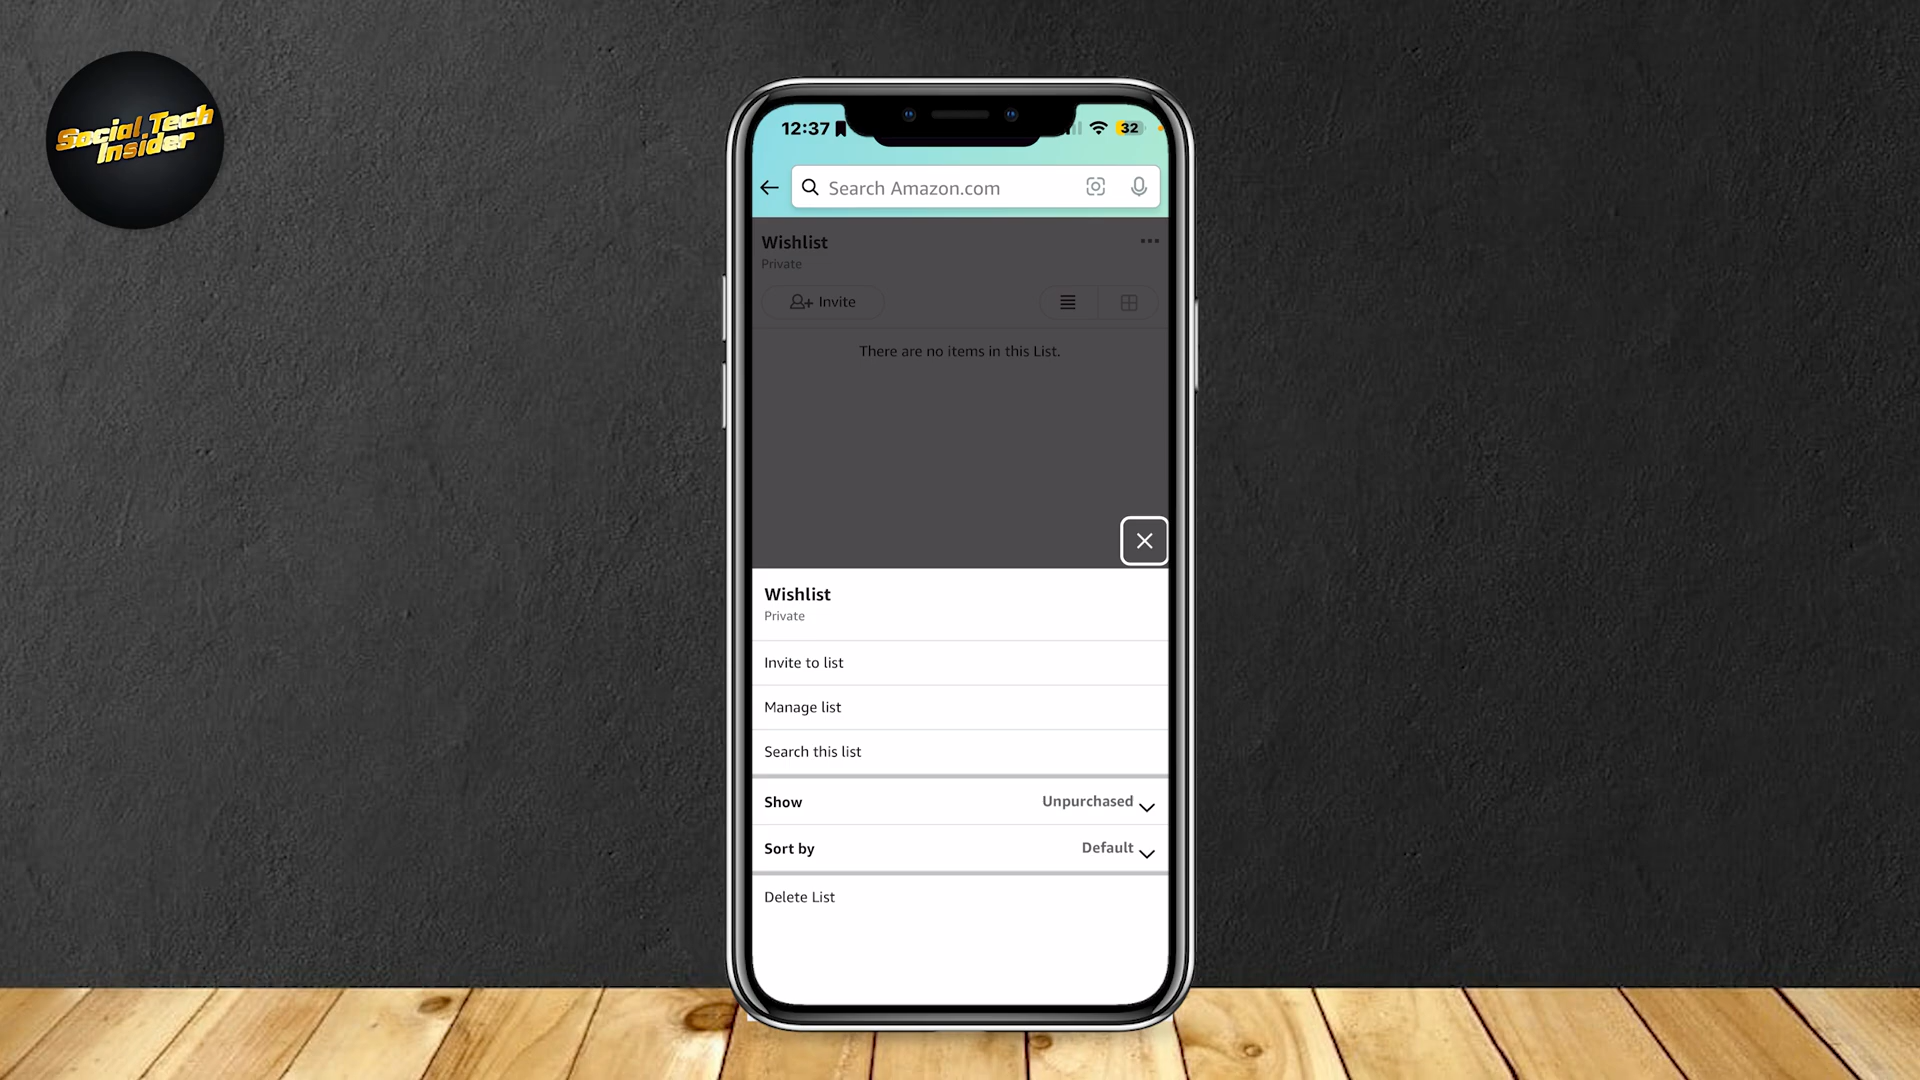 Social Tech
Insider
12:37
32
Search Amazon.com
Wishlist
Private
Invite
There are no items in this List.
Wishlist
Private
Invite to list
Manage list
Search this list
Show Unpurchased
Sort by Default
Delete List